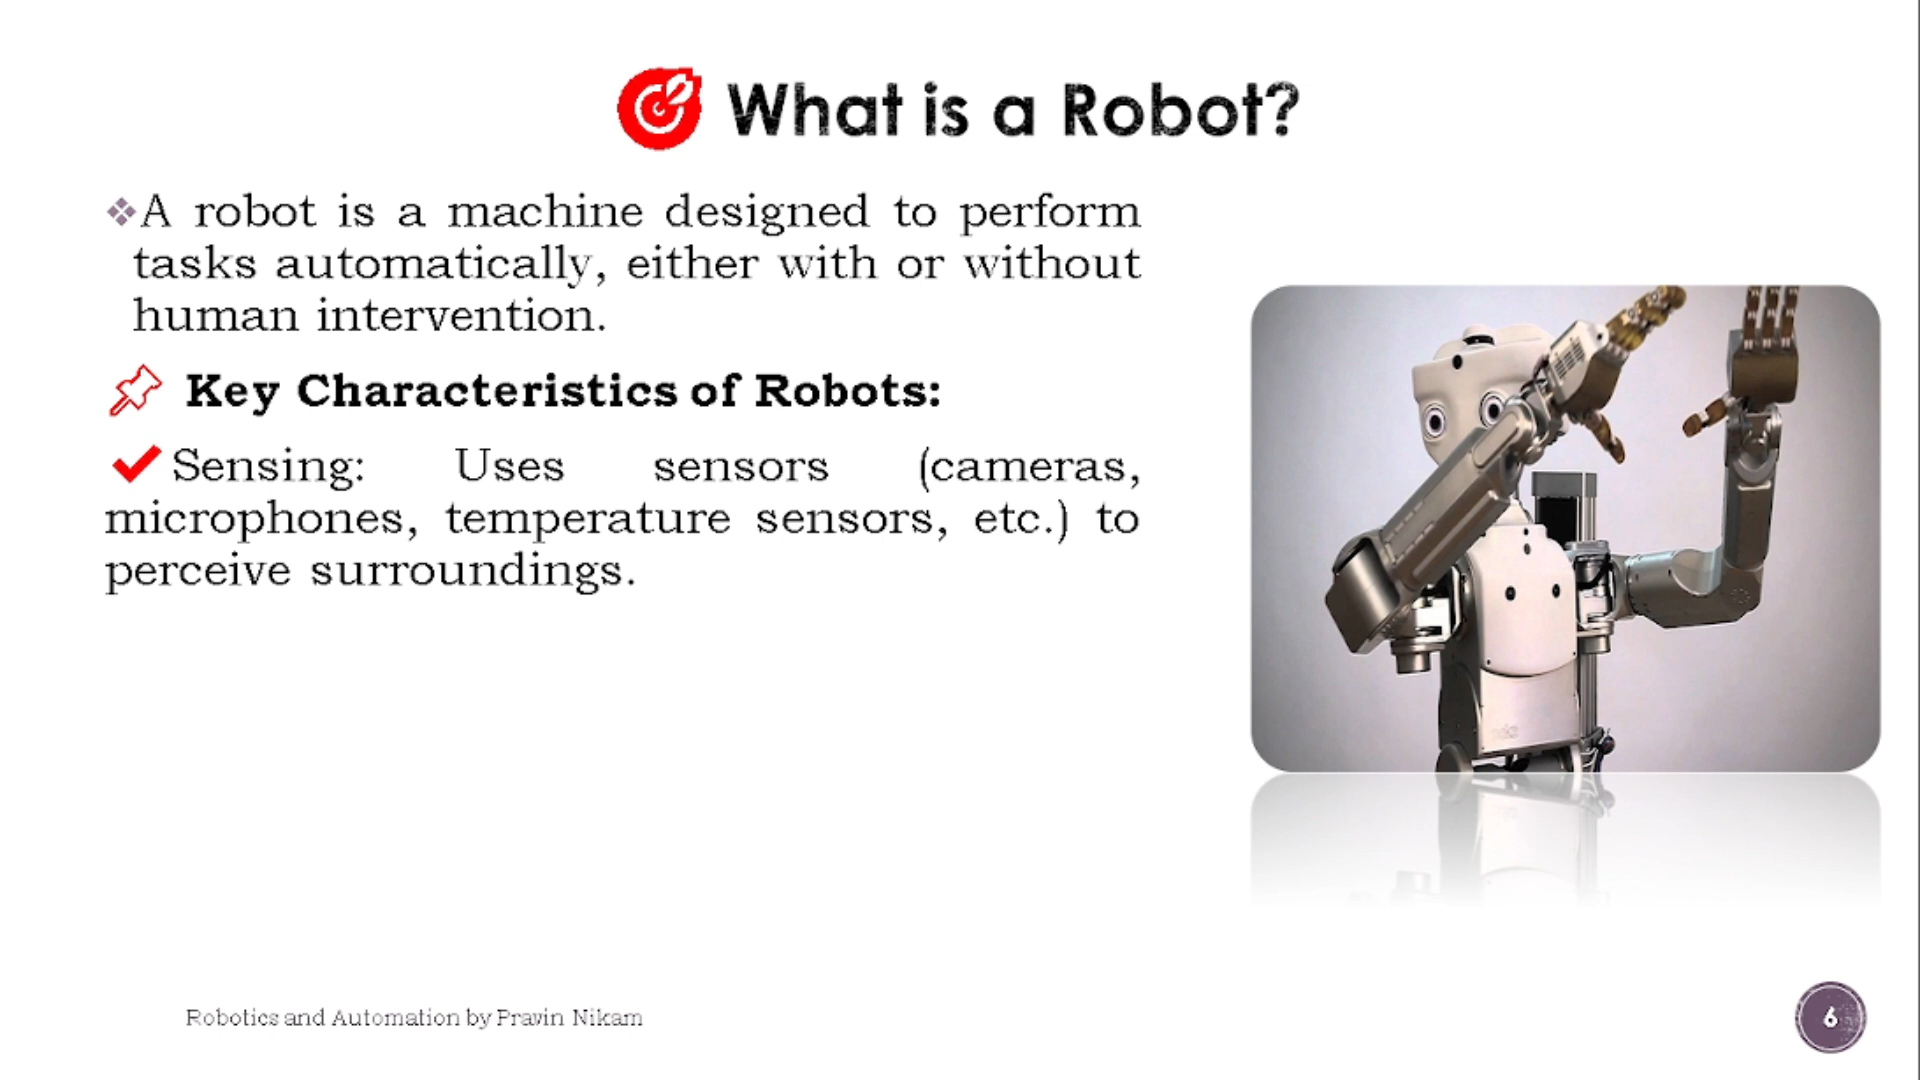 What is a Robot?
A robot is a machine designed to perform
tasks automatically, either with or without
human intervention.
Key Characteristics of Robots:
Sensing: Uses sensors (cameras,
microphones, temperature sensors, etc.) to
perceive surroundings.
Robotics and Automation by Pravin Nikam
6